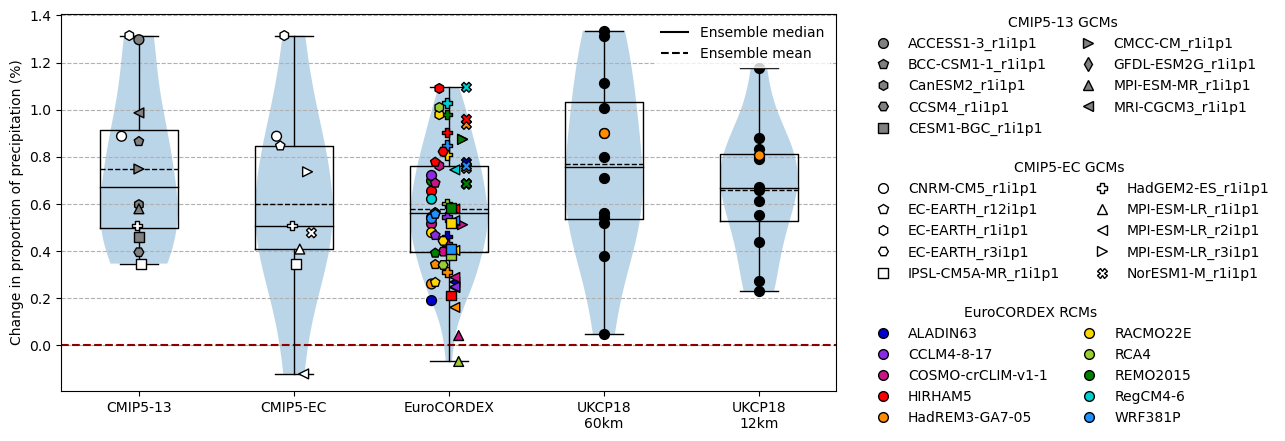 Change in proportion of precipitation (%)
1.4
1.2
1.0
0.8
0.6
0.4
0.2
0.0
Ensemble median
Ensemble mean
CMIP5-13
CMIP5-EC
EuroCORDEX
UKCP18
60km
UKCP18
12km
CMIP5-13 GCMs
ACCESS1-3_r1i1p1
BCC-CSM1-1_r1i1p1
CanESM2_r1i1p1
CCSM4_r1i1p1
CESM1-BGC_r1i1p1
CMCC-CM_r1i1p1
GFDL-ESM2G_r1i1p1
MPI-ESM-MR_r1i1p1
MRI-CGCM3_r1i1p1
CMIP5-EC GCMs
CNRM-CM5_r1i1p1
EC-EARTH_r12i1p1
EC-EARTH_r1i1p1
EC-EARTH_r3i1p1
IPSL-CM5A-MR_r1i1p1
HadGEM2-ES_r1i1p1
MPI-ESM-LR_r1i1p1
MPI-ESM-LR_r2i1p1
MPI-ESM-LR_r3i1p1
NorESM1-M_r1i1p1
EuroCORDEX RCMs
ALADIN63
CCLM4-8-17
COSMO-crCLIM-v1-1
HIRHAM5
HadREM3-GA7-05
RACMO22E
RCA4
REMO2015
RegCM4-6
WRF381P